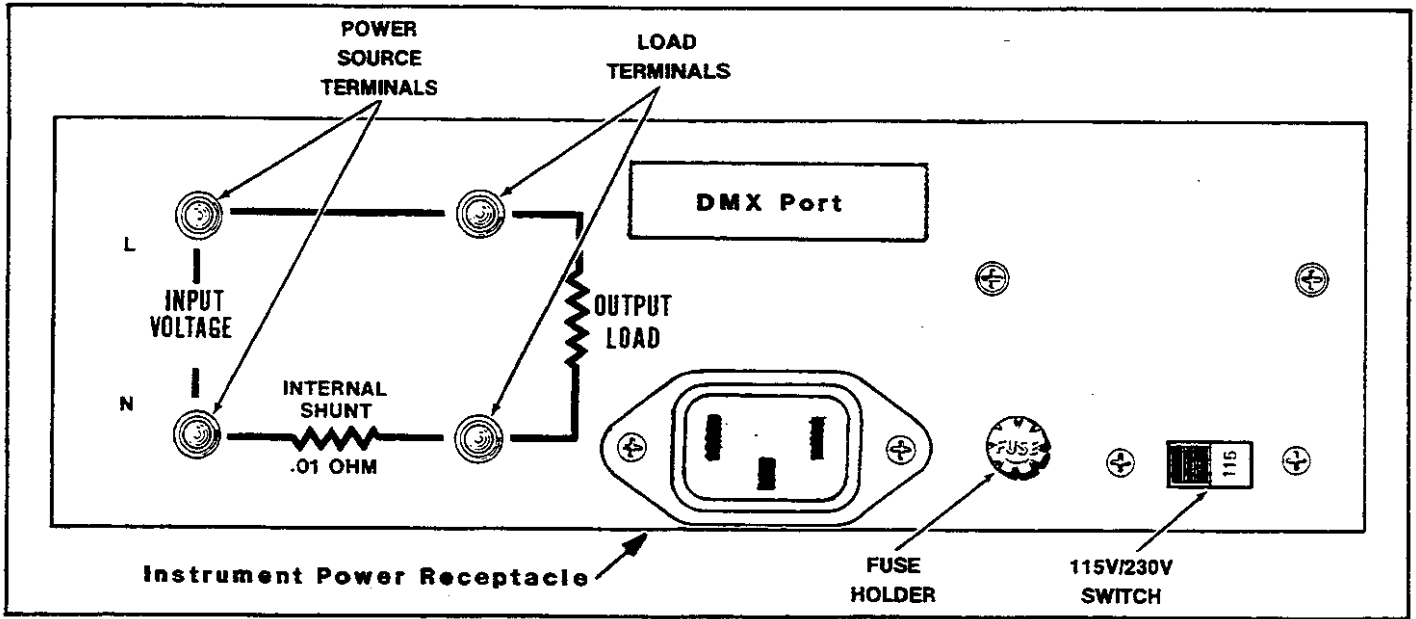 POWER
SOURCE
TERMINALS
LOAD
TERMINALS
DMX Port
L
INPUT
VOLTAGE
OUTPUT
LOAD
N
INTERNAL
SHUNT
.01 OHM
FUSE
115
Instrument Power Receptacle
FUSE
HOLDER
115V/230V
SWITCH